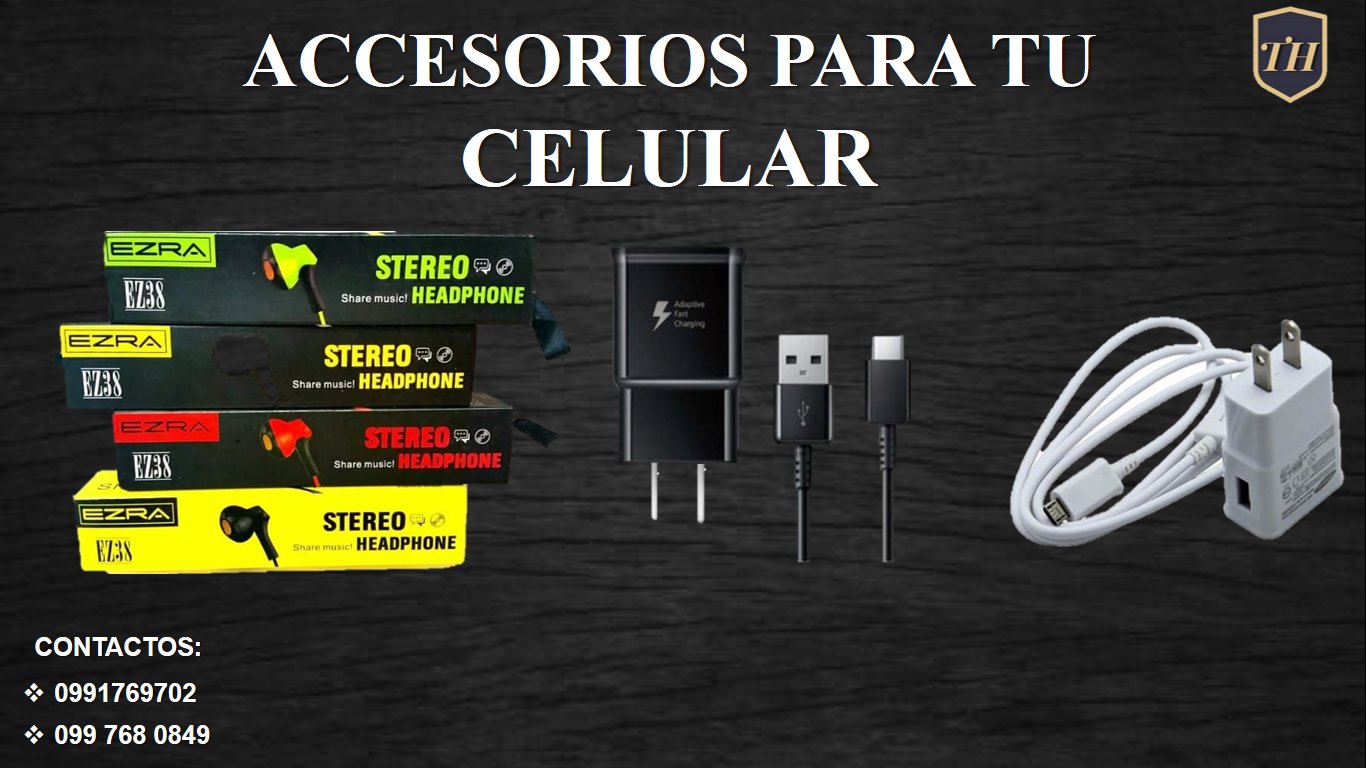 ACCESORIOS PARA TU
CELULAR
TH
EZRA
EZ38
STEREO
Share music! HEADPHONE
EZRA
EZ38
STEREO
Share music! HEADPHONE
EZRA
EZ38
STEREO
Share music! HEADPHONE
EZRA
EZ38
STEREO
Share music! HEADPHONE
Adaptive
Fast
Charging
CONTACTOS:
❖ 0991769702
❖ 099 768 0849